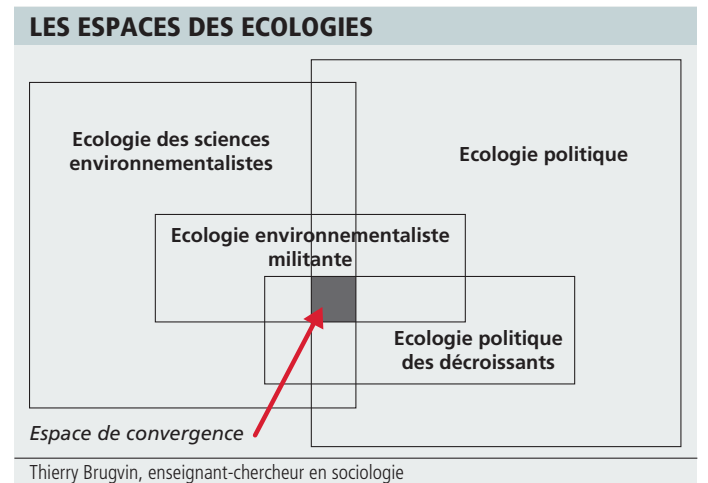 LES ESPACES DES ECOLOGIES
Ecologie des sciences
environnementalistes
Ecologie politique
Ecologie environnementaliste
militante
Ecologie politique
des décroissants
Espace de convergence
Thierry Brugvin, enseignant-chercheur en sociologie